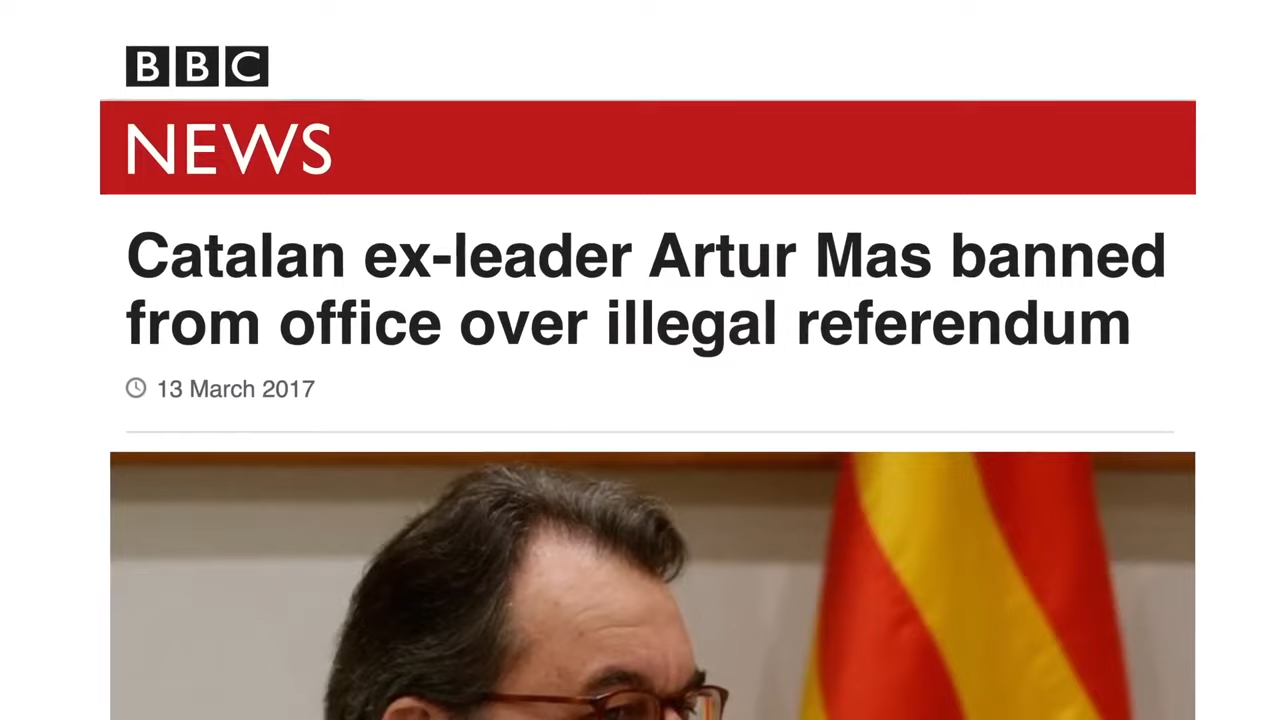 BBC
NEWS
Catalan ex-leader Artur Mas banned
from office over illegal referendum
13 March 2017